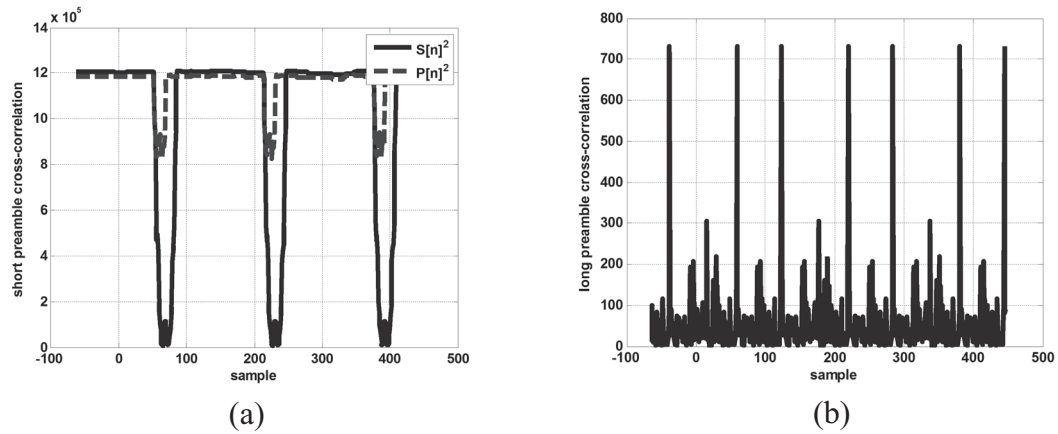 x 10⁵
14
12
10
8
6
4
2
0
-100 0 100 200 300 400 500
short preamble cross-correlation
sample
S[n]²
P[n]²
(a)
800
700
600
500
400
300
200
100
0
-100 0 100 200 300 400 500
long preamble cross-correlation
sample
(b)